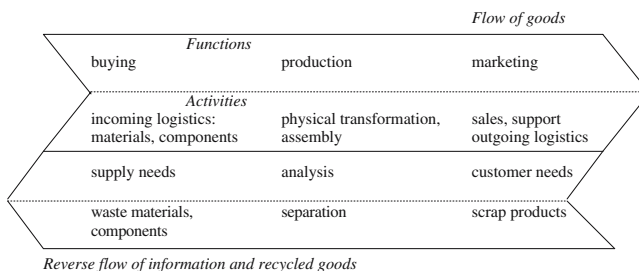 Flow of goods
Functions
buying production marketing
Activities
incoming logistics: physical transformation, sales, support
materials, components assembly outgoing logistics
supply needs analysis customer needs
waste materials, separation scrap products
components
Reverse flow of information and recycled goods